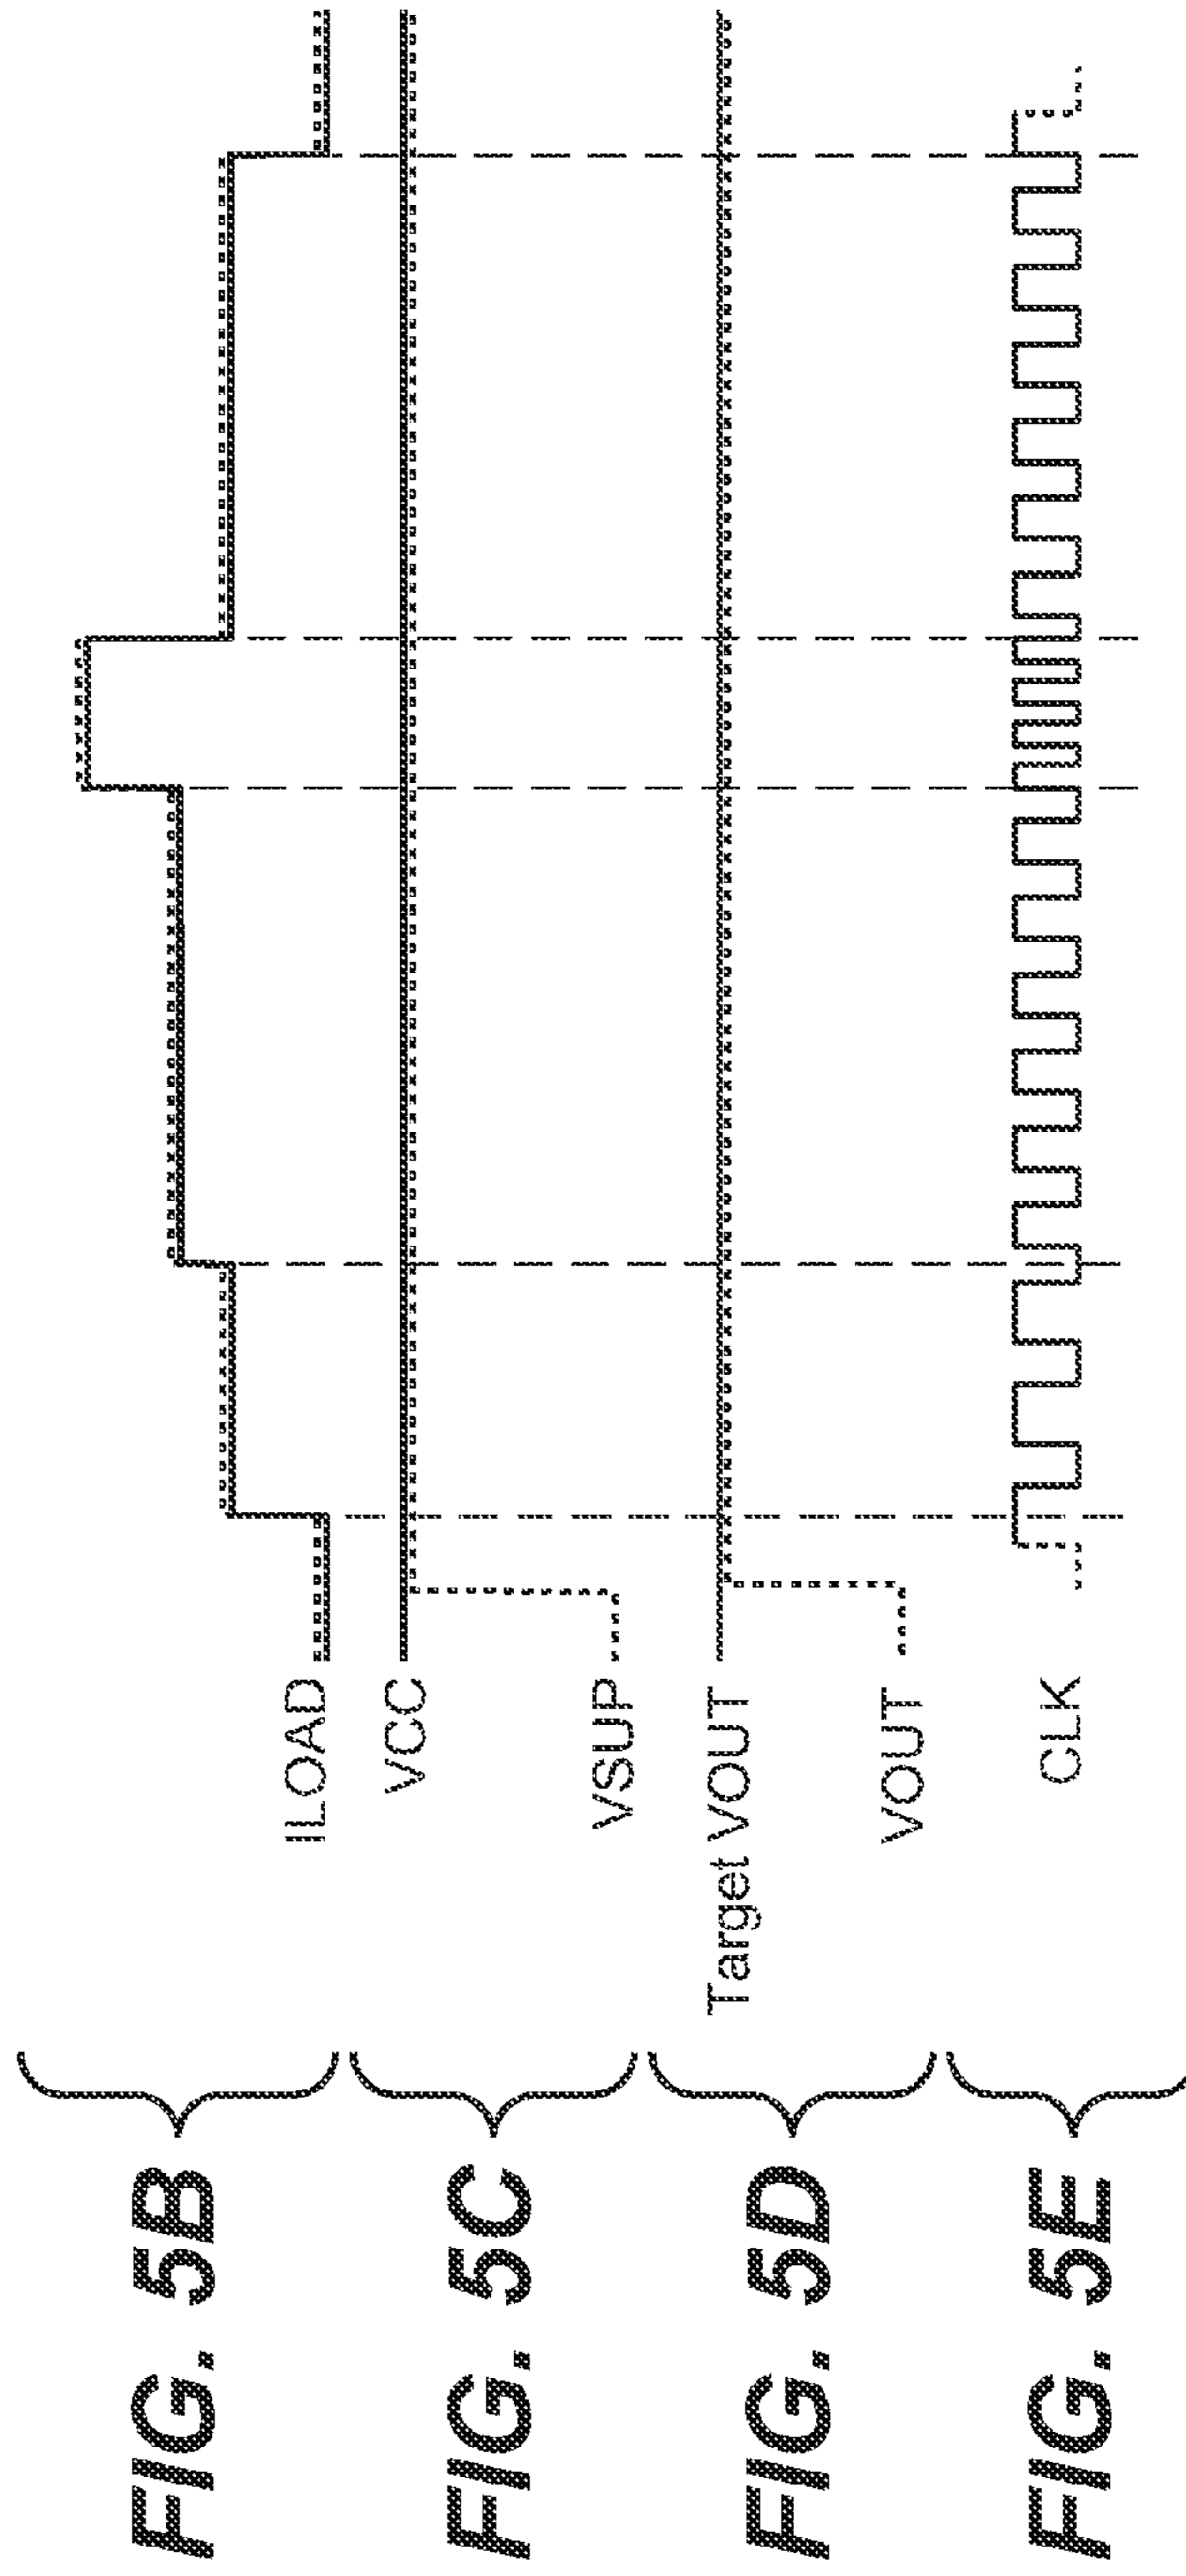 FIG. 5B
ILOAD
FIG. 5C
VCC
VSUP
FIG. 5D
Target VOUT
VOUT
FIG. 5E
CLK